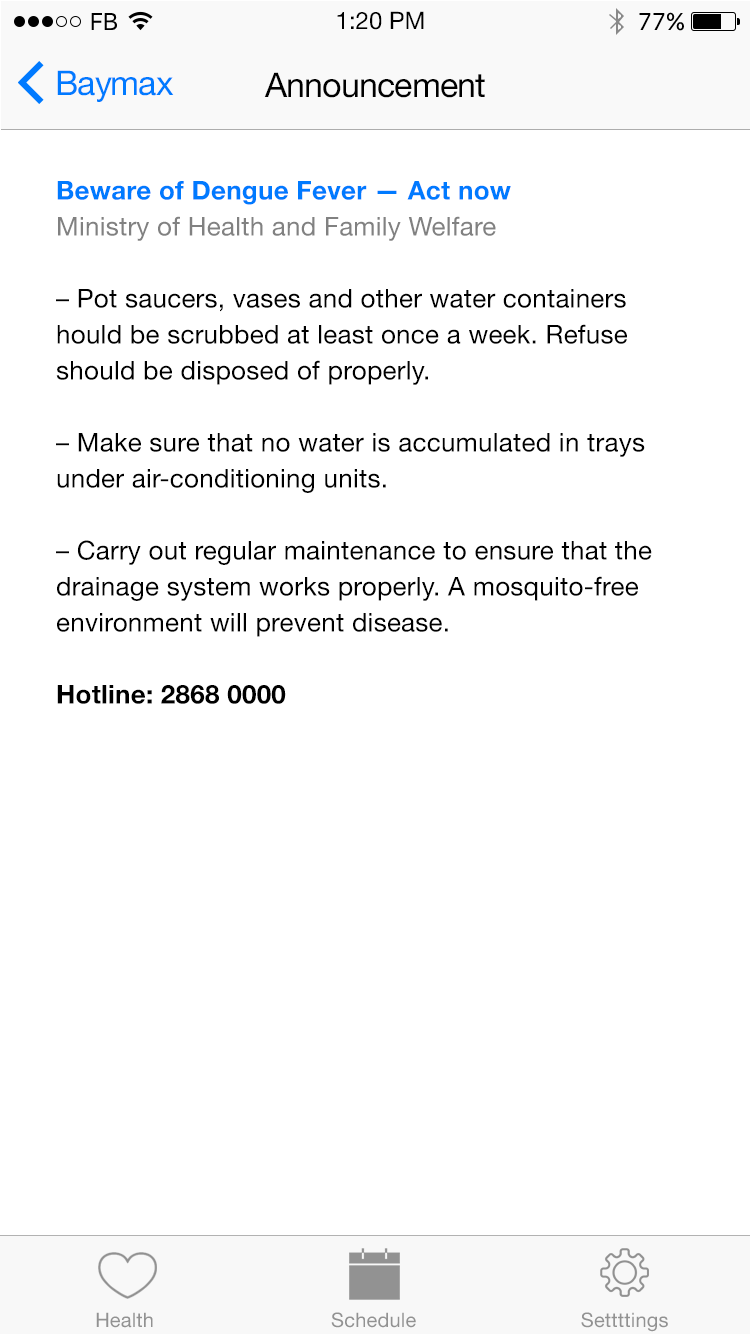 FB 1:20 PM 77%
Baymax Announcement
Beware of Dengue Fever — Act now
Ministry of Health and Family Welfare
– Pot saucers, vases and other water containers
hould be scrubbed at least once a week. Refuse
should be disposed of properly.
– Make sure that no water is accumulated in trays
under air-conditioning units.
– Carry out regular maintenance to ensure that the
drainage system works properly. A mosquito-free
environment will prevent disease.
Hotline: 2868 0000
Health Schedule Settttings